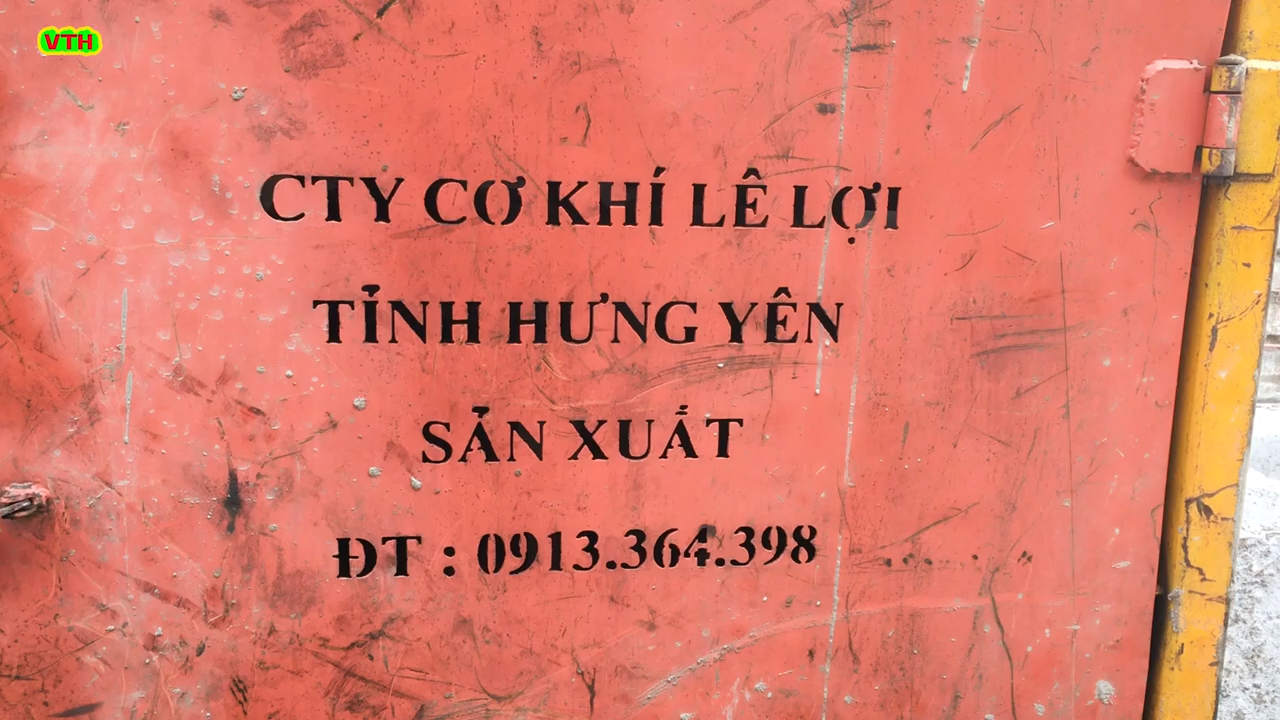 VTH
CTY CƠ KHÍ LÊ LỢI
TỈNH HƯNG YÊN
SẢN XUẤT
ĐT : 0913.364.398